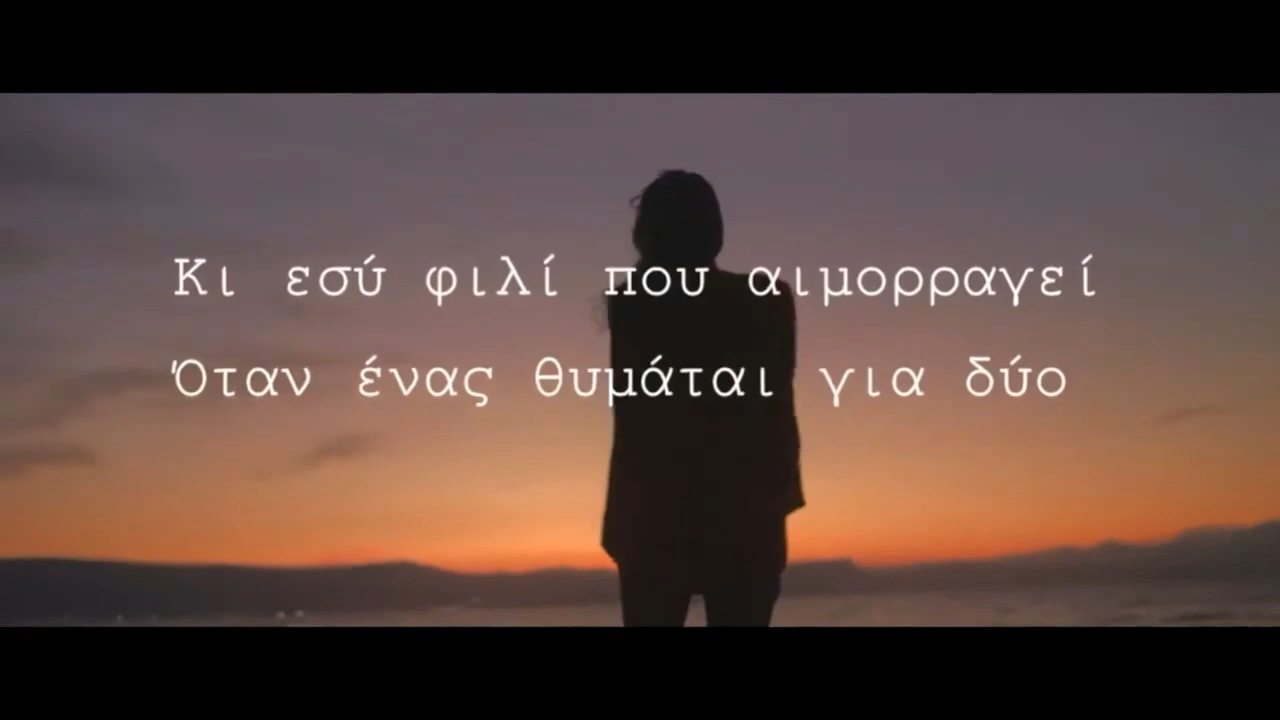 Κι εσύ φιλί που αιμορραγεί
Όταν ένας θυμάται για δύο